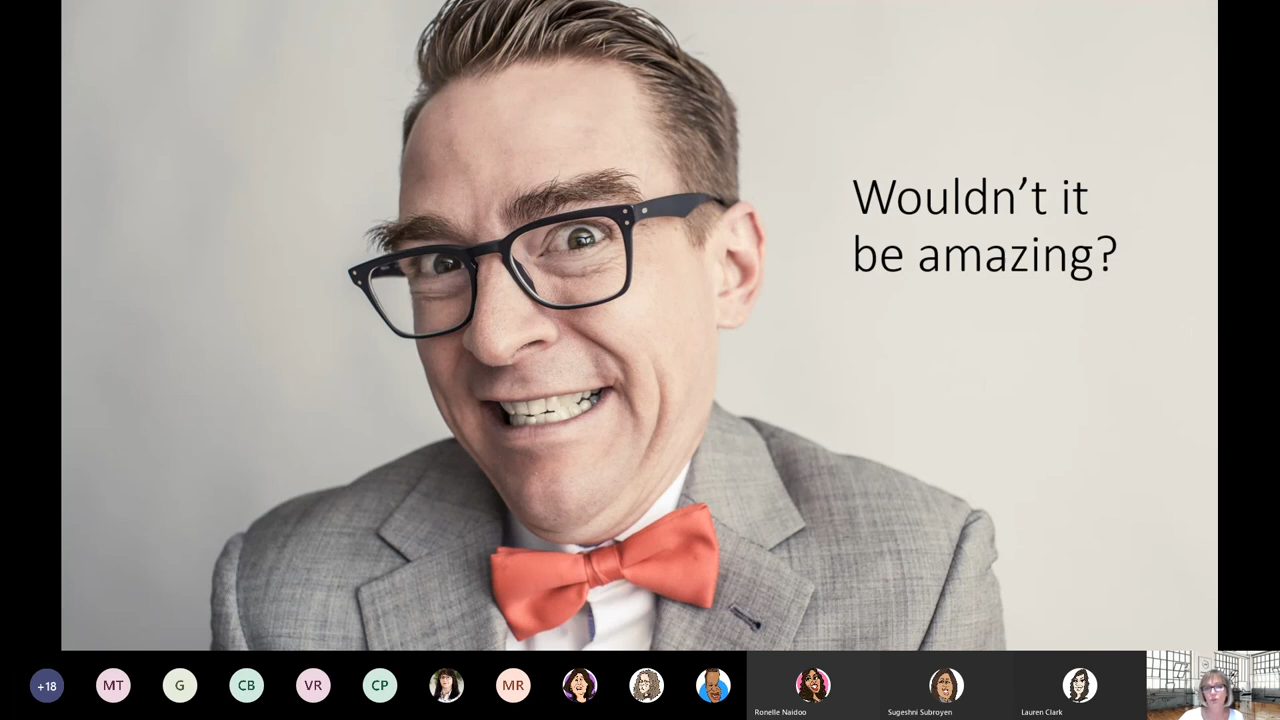 Wouldn’t it
be amazing?
+18
MT
G
CB
VR
CP
MR
Ronelle Naidoo
Sugeshni Subroyen
Lauren Clark